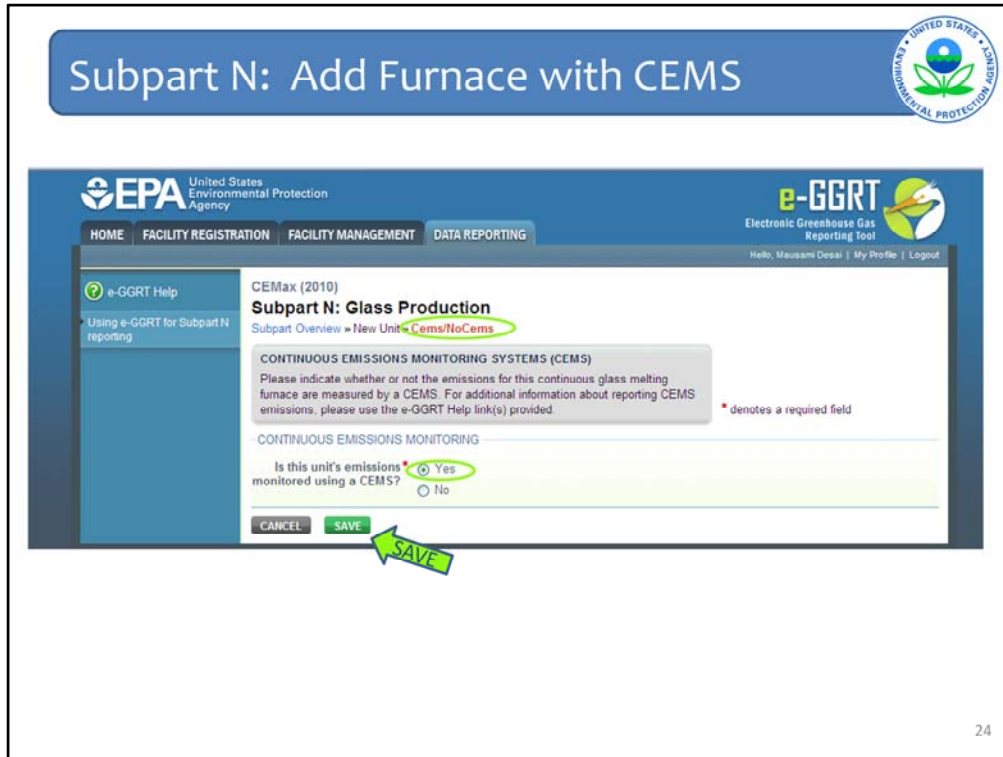 Subpart N: Add Furnace with CEMS
UNITED STATES • ENVIRONMENTAL PROTECTION AGENCY •
EPA United States
Environmental Protection
Agency
e-GGRT
Electronic Greenhouse Gas
Reporting Tool
HOME FACILITY REGISTRATION FACILITY MANAGEMENT DATA REPORTING
Hello, Mausami Desai | My Profile | Logout
? e-GGRT Help
Using e-GGRT for Subpart N
reporting
CEMax (2010)
Subpart N: Glass Production
Subpart Overview » New Unit » Cems/NoCems
CONTINUOUS EMISSIONS MONITORING SYSTEMS (CEMS)
Please indicate whether or not the emissions for this continuous glass melting
furnace are measured by a CEMS. For additional information about reporting CEMS
emissions, please use the e-GGRT Help link(s) provided.
* denotes a required field
CONTINUOUS EMISSIONS MONITORING
Is this unit's emissions * Yes
monitored using a CEMS?
No
CANCEL SAVE
SAVE
24